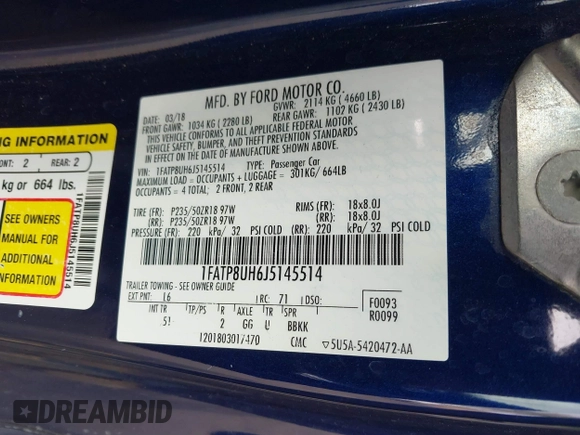 MFD. BY FORD MOTOR CO.
DATE: 03/18
GVWR: 2114 KG ( 4660 LB)
FRONT GAWR: 1034 KG ( 2280 LB)
REAR GAWR: 1102 KG ( 2430 LB)
THIS VEHICLE CONFORMS TO ALL APPLICABLE FEDERAL MOTOR
VEHICLE SAFETY, BUMPER, AND THEFT PREVENTION STANDARDS
IN EFFECT ON THE DATE OF MANUFACTURE SHOWN ABOVE.
VIN: 1FATP8UH6J5145514
TYPE: Passenger Car
MAXIMUM LOAD = OCCUPANTS + LUGGAGE = 301KG/ 664LB
OCCUPANTS = 4 TOTAL: 2 FRONT, 2 REAR
TIRE (FR): P235/50ZR18 97W RIMS (FR): 18x8.0J
(RR): P235/50ZR18 97W (RR): 18x8.0J
PRESSURE (FR): 220 kPa/ 32 PSI COLD (RR): 220 kPa/ 32 PSI COLD
1FATP8UH6J5145514
TRAILER TOWING - SEE OWNER GUIDE
EXT PNT: L6 RC: 71 DSO:
F0093
R0099
INT TR TP/PS R AXLE TR SPR
2 GG BBKK
CMC
▽5U5A-5420472-AA
NG INFORMATION
ONT: 2 REAR: 2
kg or 664 lbs.
SEE OWNERS
MANUAL FOR
ADDITIONAL
INFORMATION
1FATP8UH6J5145514
DREAMBID